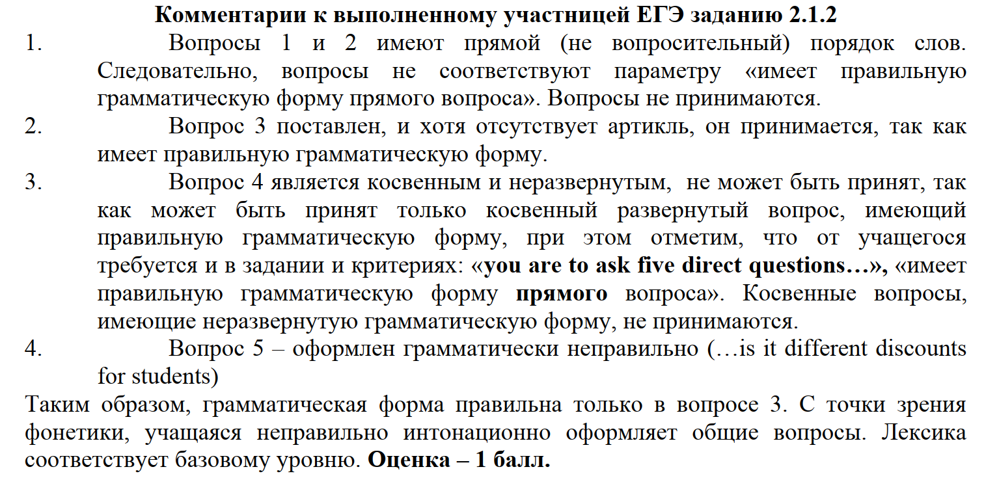 Комментарии к выполненному участницей ЕГЭ заданию 2.1.2
1. Вопросы 1 и 2 имеют прямой (не вопросительный) порядок слов.
Следовательно, вопросы не соответствуют параметру «имеет правильную
грамматическую форму прямого вопроса». Вопросы не принимаются.
2. Вопрос 3 поставлен, и хотя отсутствует артикль, он принимается, так как
имеет правильную грамматическую форму.
3. Вопрос 4 является косвенным и неразвернутым, не может быть принят, так
как может быть принят только косвенный развернутый вопрос, имеющий
правильную грамматическую форму, при этом отметим, что от учащегося
требуется и в задании и критериях: «you are to ask five direct questions…», «имеет
правильную грамматическую форму прямого вопроса». Косвенные вопросы,
имеющие неразвернутую грамматическую форму, не принимаются.
4. Вопрос 5 – оформлен грамматически неправильно (…is it different discounts
for students)
Таким образом, грамматическая форма правильна только в вопросе 3. С точки зрения
фонетики, учащаяся неправильно интонационно оформляет общие вопросы. Лексика
соответствует базовому уровню. Оценка – 1 балл.